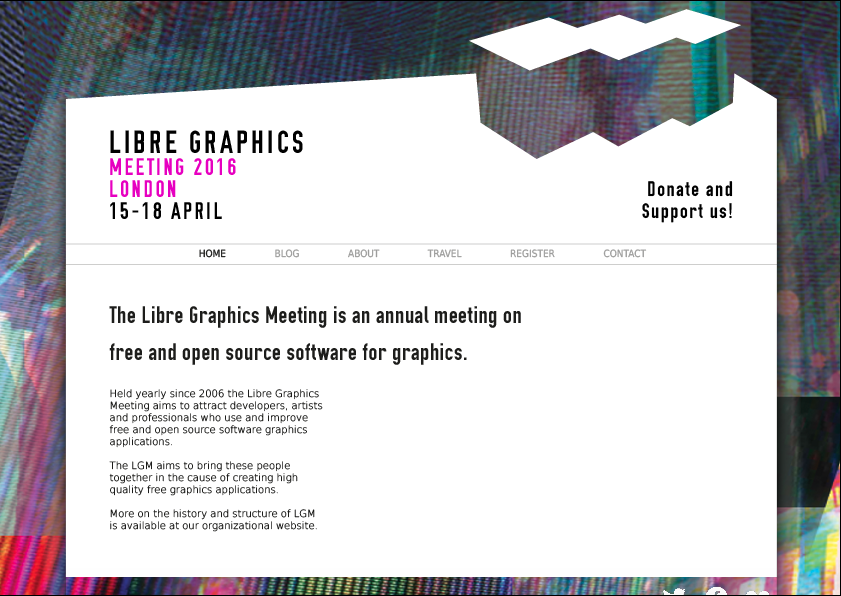 LIBRE GRAPHICS
MEETING 2016
LONDON
15-18 APRIL
Donate and
Support us!
HOME BLOG ABOUT TRAVEL REGISTER CONTACT
The Libre Graphics Meeting is an annual meeting on
free and open source software for graphics.
Held yearly since 2006 the Libre Graphics
Meeting aims to attract developers, artists
and professionals who use and improve
free and open source software graphics
applications.
The LGM aims to bring these people
together in the cause of creating high
quality free graphics applications.
More on the history and structure of LGM
is available at our organizational website.